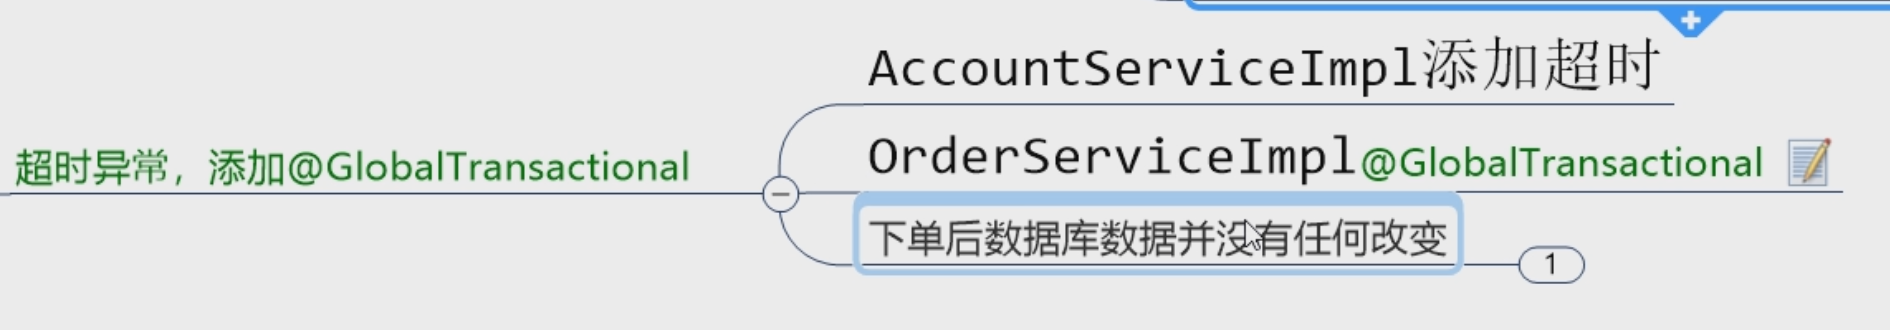 AccountServiceImpl添加超时
超时异常，添加@GlobalTransactional
OrderServiceImpl@GlobalTransactional
下单后数据库数据并没有任何改变
1